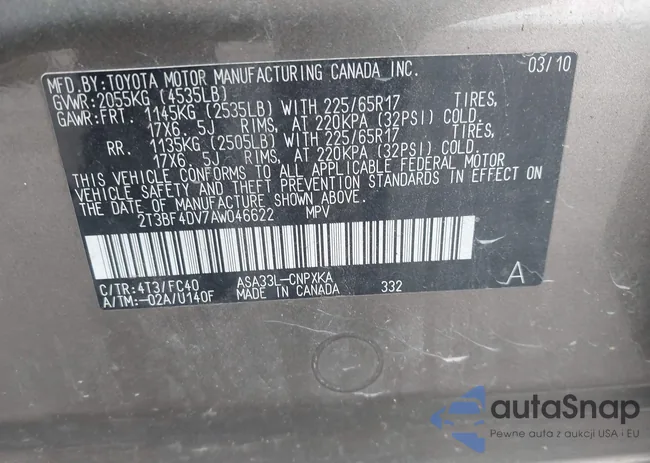 MFD.BY:TOYOTA MOTOR MANUFACTURING CANADA INC. 03/10
GVWR:2055KG (4535LB)
GAWR:FRT. 1145KG (2535LB) WITH 225/65R17 TIRES,
17X6.5J RIMS, AT 220KPA (32PSI) COLD.
RR. 1135KG (2505LB) WITH 225/65R17 TIRES,
17X6.5J RIMS, AT 220KPA (32PSI) COLD.
THIS VEHICLE CONFORMS TO ALL APPLICABLE FEDERAL MOTOR
VEHICLE SAFETY AND THEFT PREVENTION STANDARDS IN EFFECT ON
THE DATE OF MANUFACTURE SHOWN ABOVE.
2T3BF4DV7AW046622 MPV
C/TR:4T3/FC40 ASA33L-CNPXKA
A/TM:-02A/U140F MADE IN CANADA 332 A
autaSnap
Pewne auta z aukcji USA i EU